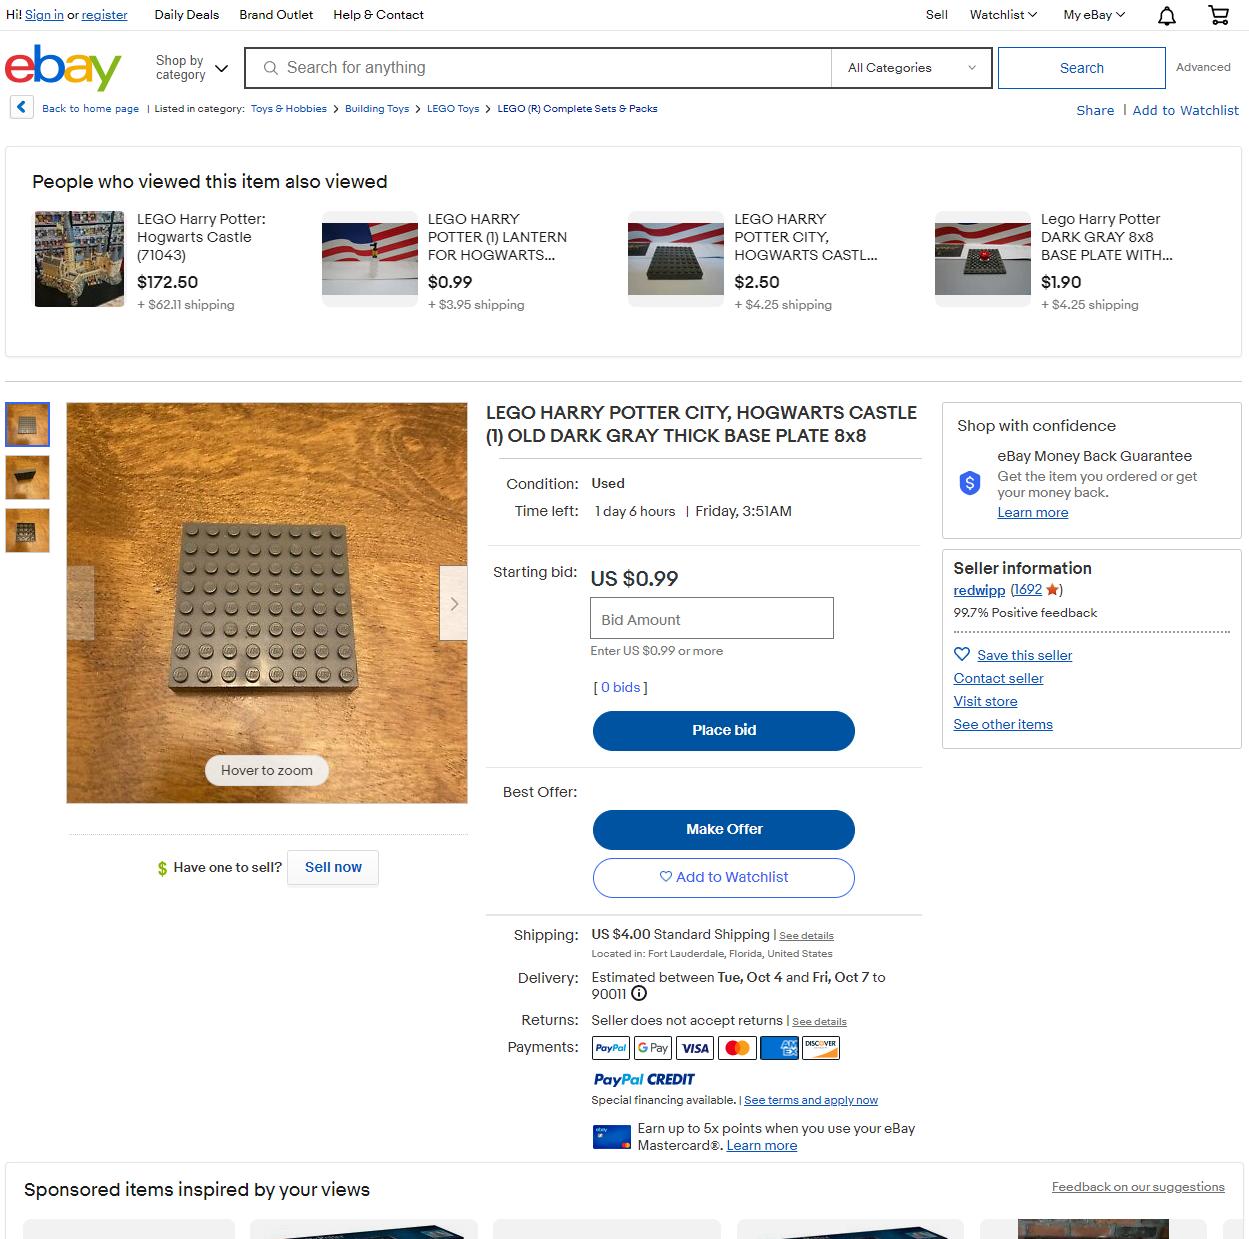 Hi! Sign in or register
Daily Deals
Brand Outlet
Help & Contact
Sell
Watchlist
My eBay
ebay
Shop by
category
Search for anything
All Categories
Search
Advanced
Back to home page | Listed in category: Toys & Hobbies > Building Toys > LEGO Toys > LEGO (R) Complete Sets & Packs
Share | Add to Watchlist
People who viewed this item also viewed
LEGO Harry Potter:
Hogwarts Castle
(71043)
$172.50
+ $62.11 shipping
LEGO HARRY
POTTER (1) LANTERN
FOR HOGWARTS...
$0.99
+ $3.95 shipping
LEGO HARRY
POTTER CITY,
HOGWARTS CASTL...
$2.50
+ $4.25 shipping
Lego Harry Potter
DARK GRAY 8x8
BASE PLATE WITH...
$1.90
+ $4.25 shipping
Hover to zoom
$ Have one to sell?
Sell now
LEGO HARRY POTTER CITY, HOGWARTS CASTLE
(1) OLD DARK GRAY THICK BASE PLATE 8x8
Condition: Used
Time left: 1 day 6 hours | Friday, 3:51AM
Starting bid: US $0.99
Bid Amount
Enter US $0.99 or more
[ 0 bids ]
Place bid
Best Offer:
Make Offer
Add to Watchlist
Shipping: US $4.00 Standard Shipping | See details
Located in: Fort Lauderdale, Florida, United States
Delivery: Estimated between Tue, Oct 4 and Fri, Oct 7 to
90011
Returns: Seller does not accept returns | See details
Payments: PayPal G Pay VISA AMEX DISCOVER
PayPal CREDIT
Special financing available. | See terms and apply now
Earn up to 5x points when you use your eBay
Mastercard®. Learn more
Shop with confidence
eBay Money Back Guarantee
Get the item you ordered or get
your money back.
Learn more
Seller information
redwipp (1692)
99.7% Positive feedback
Save this seller
Contact seller
Visit store
See other items
Sponsored items inspired by your views
Feedback on our suggestions